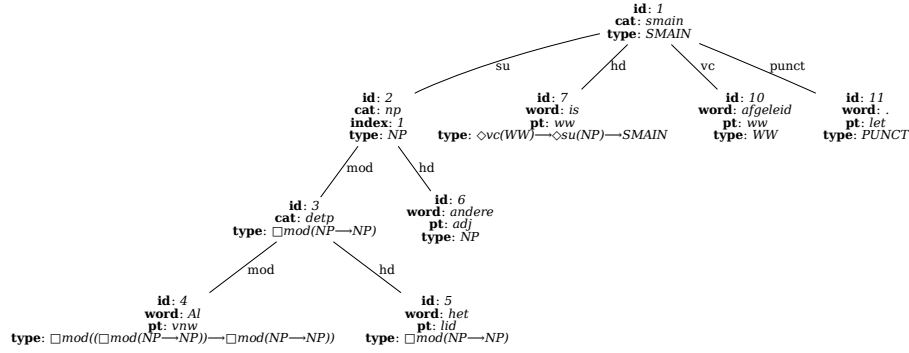 id: 1
cat: smain
type: SMAIN
su
hd
vc
punct
id: 2
cat: np
index: 1
type: NP
id: 7
word: is
pt: ww
type: ◇vc(WW)⟶◇su(NP)⟶SMAIN
id: 10
word: afgeleid
pt: ww
type: WW
id: 11
word: .
pt: let
type: PUNCT
mod
hd
id: 3
cat: detp
type: □mod(NP⟶NP)
id: 6
word: andere
pt: adj
type: NP
mod
hd
id: 4
word: Al
pt: vnw
type: □mod((□mod(NP⟶NP))⟶□mod(NP⟶NP))
id: 5
word: het
pt: lid
type: □mod(NP⟶NP)